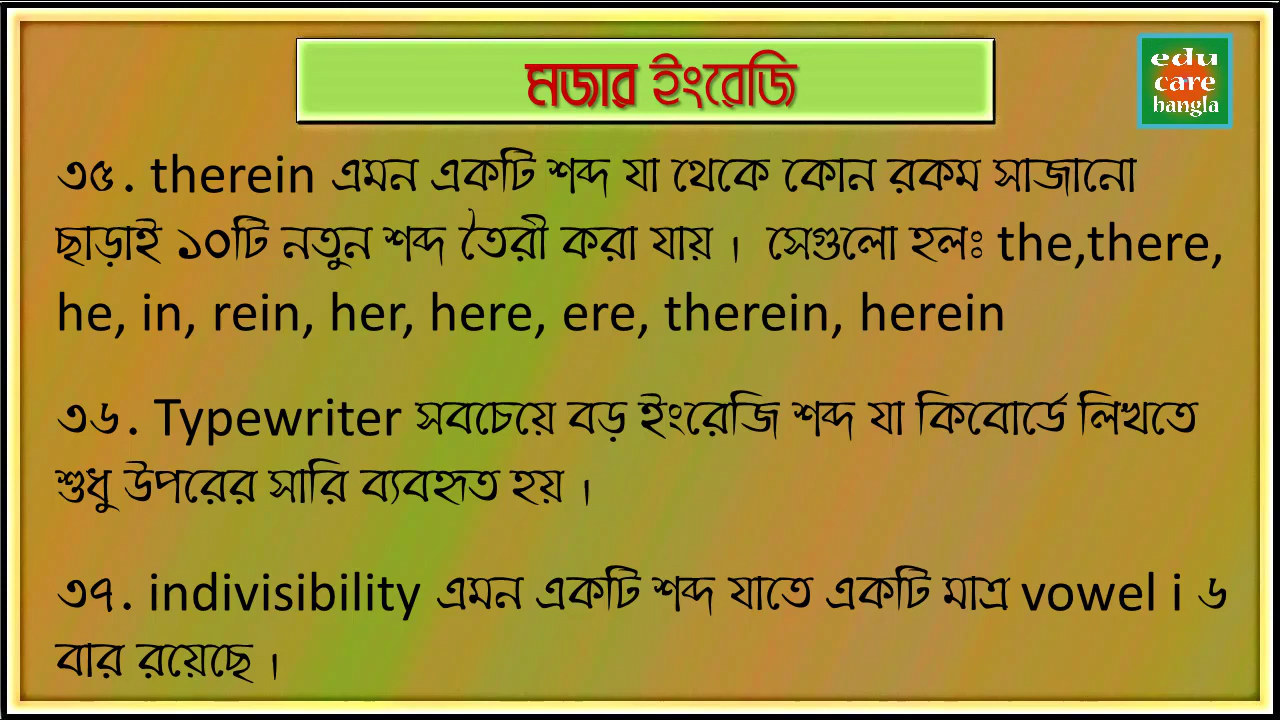 মজার ইংরেজি
edu
care
bangla
৩৫. therein এমন একটি শব্দ যা থেকে কোন রকম সাজানো
ছাড়াই ১০টি নতুন শব্দ তৈরী করা যায়। সেগুলো হলঃ the,there,
he, in, rein, her, here, ere, therein, herein
৩৬. Typewriter সবচেয়ে বড় ইংরেজি শব্দ যা কিবোর্ডে লিখতে
শুধু উপরের সারি ব্যবহৃত হয়।
৩৭. indivisibility এমন একটি শব্দ যাতে একটি মাত্র vowel i ৬
বার রয়েছে।